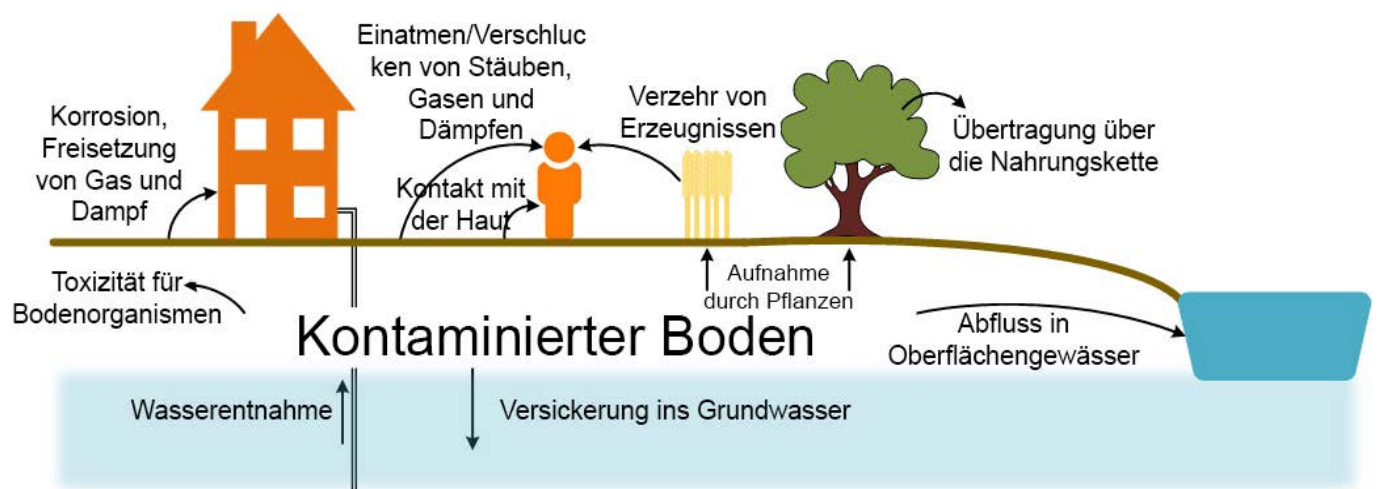 Einatmen/Verschluc
ken von Stäuben,
Gasen und
Dämpfen
Korrosion,
Freisetzung
von Gas und
Dampf
Verzehr von
Erzeugnissen
Übertragung über
die Nahrungskette
Kontakt mit
der Haut
Toxizität für
Bodenorganismen
Aufnahme
durch Pflanzen
Kontaminierter Boden
Abfluss in
Oberflächengewässer
Wasserentnahme
Versickerung ins Grundwasser